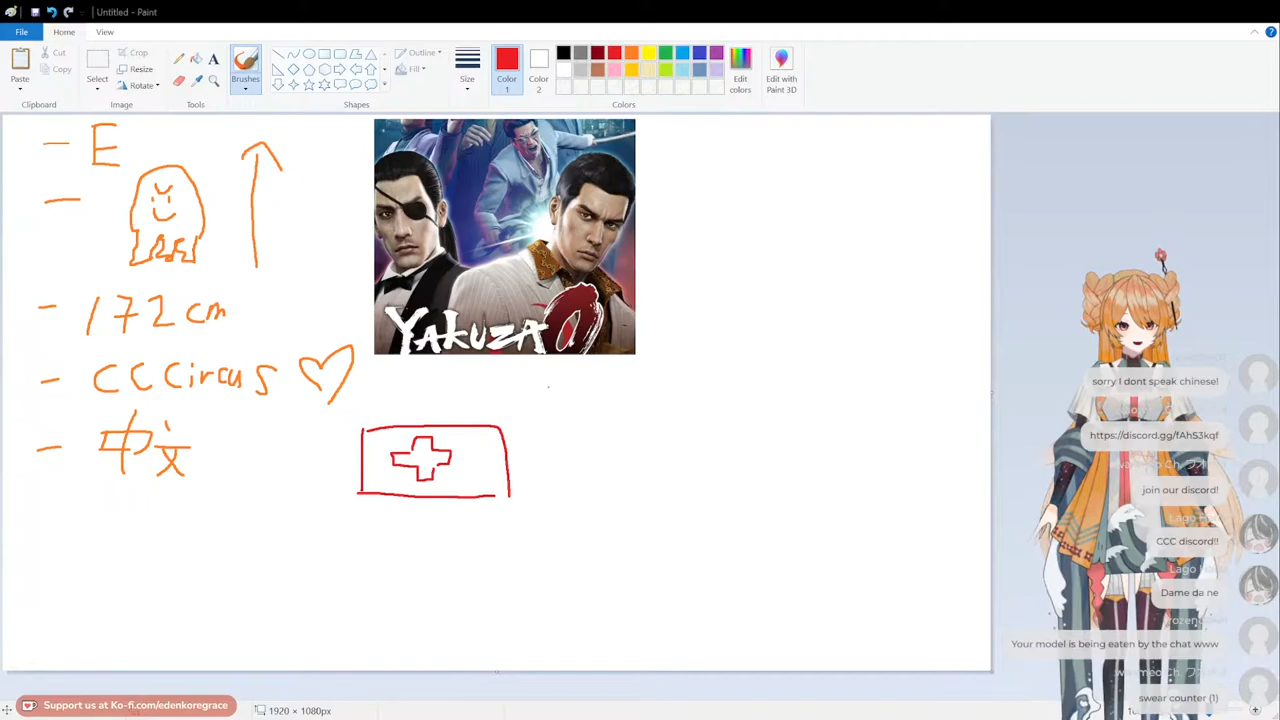 Untitled - Paint
File
Home
View
Paste
Cut
Copy
Clipboard
Select
Crop
Resize
Rotate
Image
Tools
Brushes
Shapes
Outline
Fill
Size
Color 1
Color 2
Edit colors
Colors
Edit with Paint 3D
- E
-
- 172cm
- CCCircus
- 中文
YAKUZA 0
sorry I dont speak chinese!
https://discord.gg/fAhS3kqf
join our discord!
CCC discord!!
Dame da ne
Your model is being eaten by the chat www
swear counter (1)
Support us at Ko-fi.com/edenkoregrace
1920 × 1080px